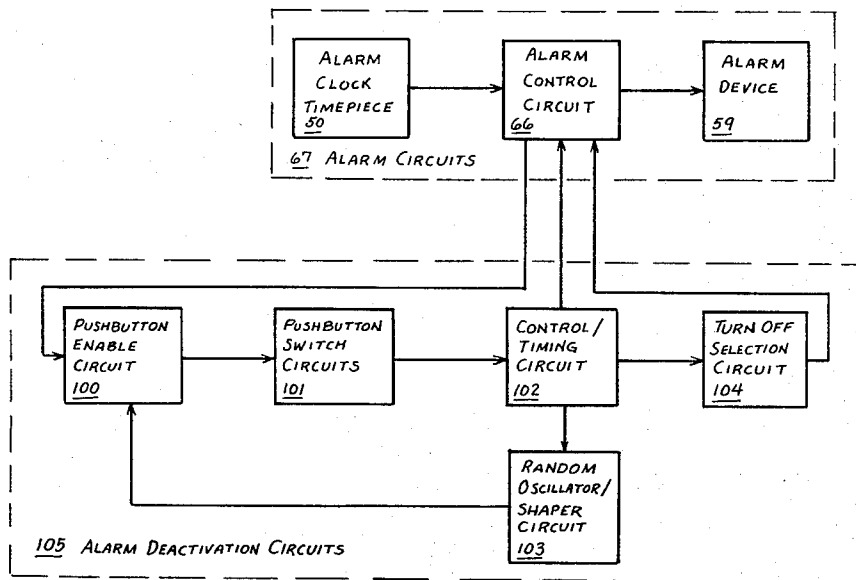 ALARM
CLOCK
TIMEPIECE
50
ALARM
CONTROL
CIRCUIT
66
ALARM
DEVICE
59
67 ALARM CIRCUITS
PUSHBUTTON
ENABLE
CIRCUIT
100
PUSHBUTTON
SWITCH
CIRCUITS
101
CONTROL/
TIMING
CIRCUIT
102
TURN OFF
SELECTION
CIRCUIT
104
RANDOM
OSCILLATOR/
SHAPER
CIRCUIT
103
105 ALARM DEACTIVATION CIRCUITS